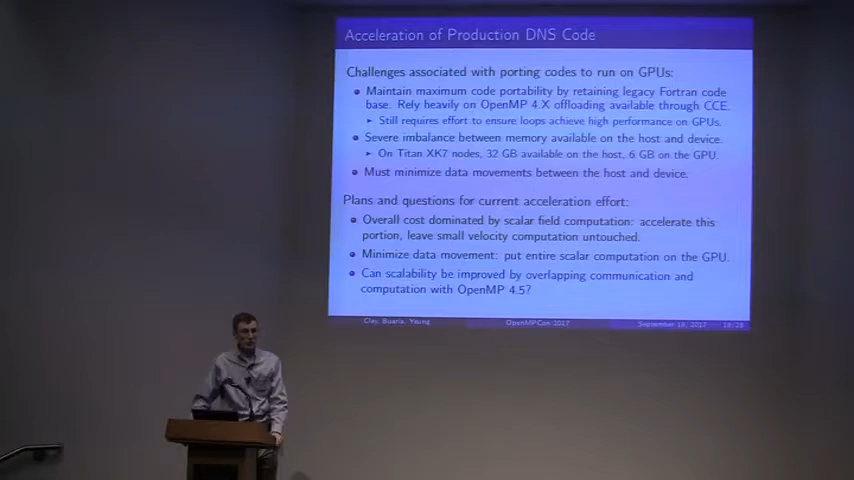 Acceleration of Production DNS Code
Challenges associated with porting codes to run on GPUs:
Maintain maximum code portability by retaining legacy Fortran code
base. Rely heavily on OpenMP 4.X offloading available through CCE.
Still requires effort to ensure loops achieve high performance on GPUs.
Severe imbalance between memory available on the host and device.
On Titan XK7 nodes, 32 GB available on the host, 6 GB on the GPU.
Must minimize data movements between the host and device.
Plans and questions for current acceleration effort:
Overall cost dominated by scalar field computation: accelerate this
portion, leave small velocity computation untouched.
Minimize data movement: put entire scalar computation on the GPU.
Can scalability be improved by overlapping communication and
computation with OpenMP 4.5?
Clay, Buaria, Yeung OpenMPCon 2017 September 2017